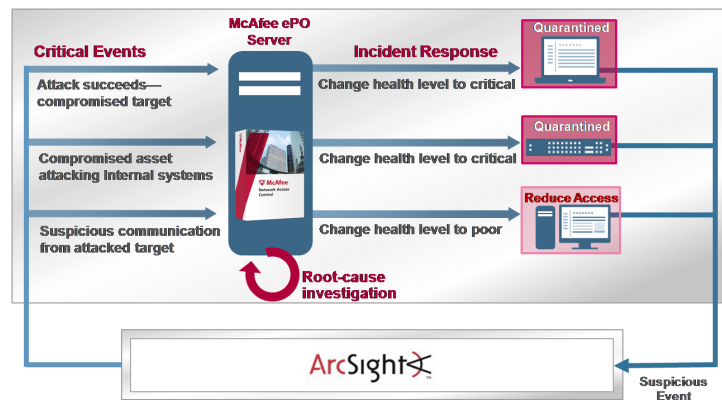 McAfee ePO
Server
Critical Events
Incident Response
Quarantined
Attack succeeds—
compromised target
Change health level to critical
Quarantined
Compromised asset
attacking Internal systems
Change health level to critical
McAfee
Network Access
Control
Reduce Access
Suspicious communication
from attacked target
Change health level to poor
Root-cause
investigation
ArcSight
Suspicious
Event